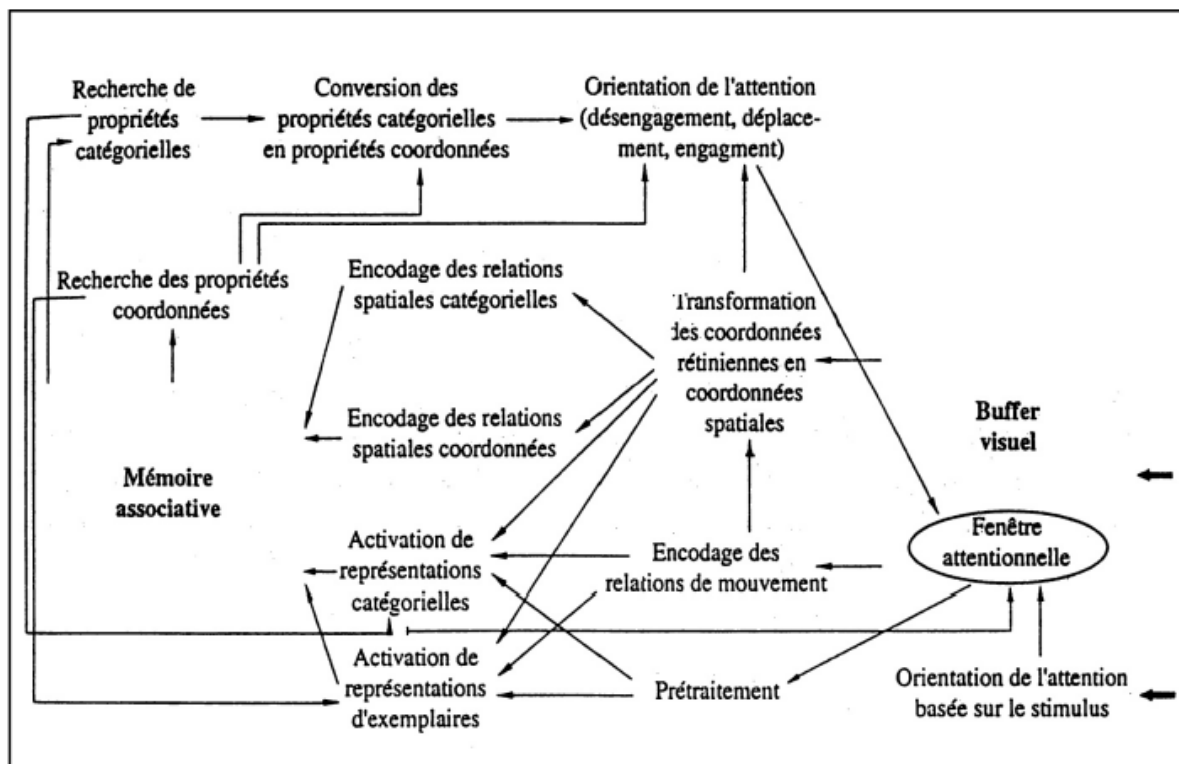 Recherche de
propriétés
catégorielles
Conversion des
propriétés catégorielles
en propriétés coordonnées
Orientation de l'attention
(désengagement, déplace-
ment, engagment)
Recherche des propriétés
coordonnées
Encodage des relations
spatiales catégorielles
Transformation
des coordonnées
rétiniennes en
coordonnées
spatiales
Encodage des relations
spatiales coordonnées
Buffer
visuel
Mémoire
associative
Activation de
représentations
catégorielles
Encodage des
relations de mouvement
Fenêtre
attentionnelle
Activation de
représentations
d'exemplaires
Prétraitement
Orientation de l'attention
basée sur le stimulus